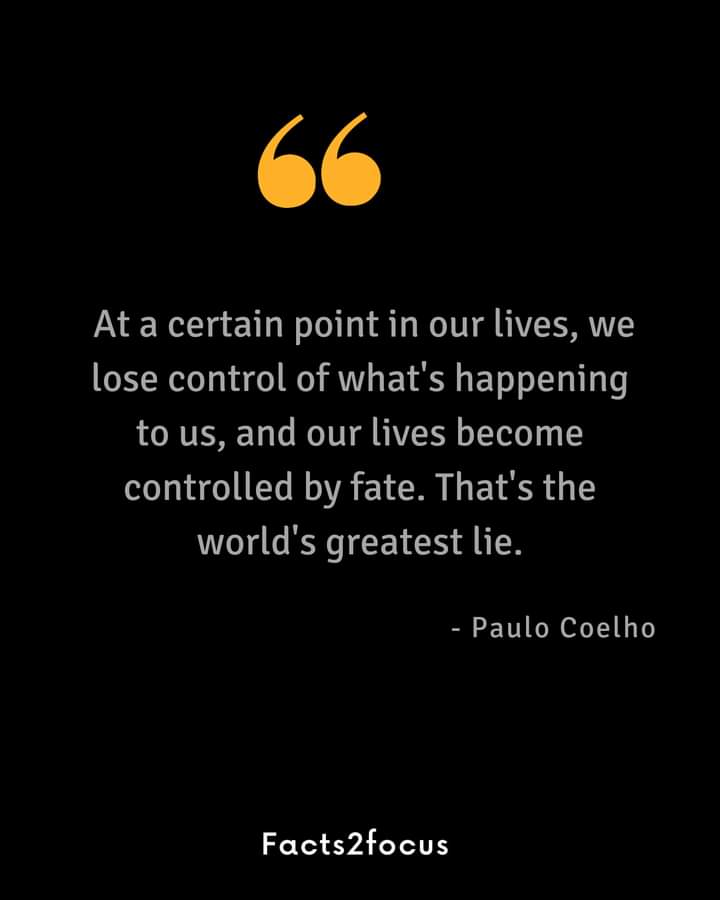 “
At a certain point in our lives, we
lose control of what's happening
to us, and our lives become
controlled by fate. That's the
world's greatest lie.
- Paulo Coelho
Facts2focus